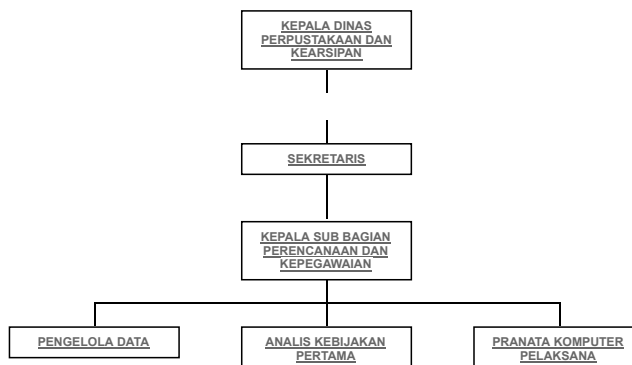 KEPALA DINAS
PERPUSTAKAAN DAN
KEARSIPAN
SEKRETARIS
KEPALA SUB BAGIAN
PERENCANAAN DAN
KEPEGAWAIAN
PENGELOLA DATA
ANALIS KEBIJAKAN
PERTAMA
PRANATA KOMPUTER
PELAKSANA